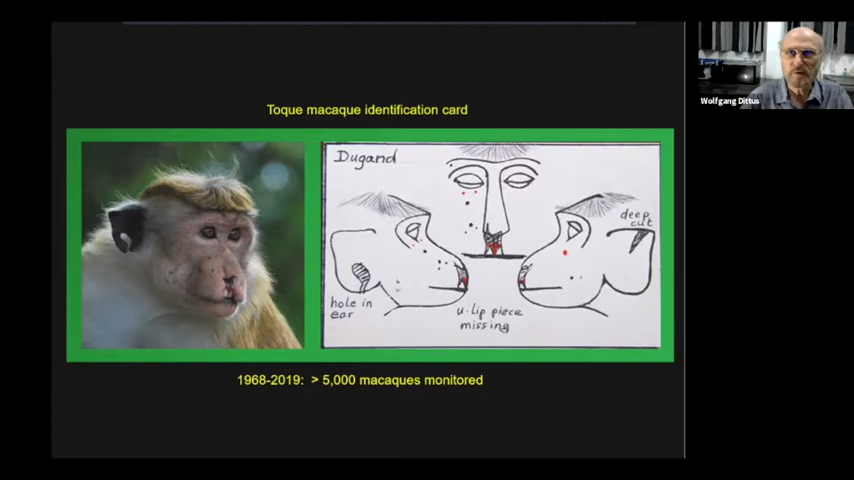 Toque macaque identification card
Dugand
deep
cut
hole in
ear
u.lip piece
missing
1968-2019: > 5,000 macaques monitored
Wolfgang Dittus